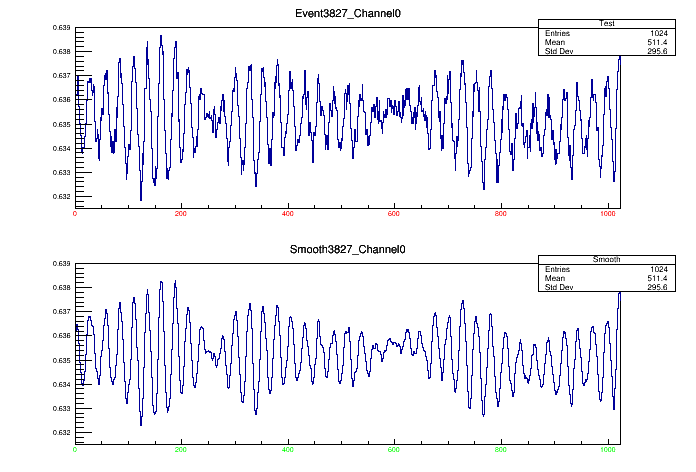 Event3827_Channel0
Test
Entries 1024
Mean 511.4
Std Dev 295.6
0.639
0.638
0.637
0.636
0.635
0.634
0.633
0.632
0 200 400 600 800 1000
Smooth3827_Channel0
Smooth
Entries 1024
Mean 511.4
Std Dev 295.6
0.639
0.638
0.637
0.636
0.635
0.634
0.633
0.632
0 200 400 600 800 1000